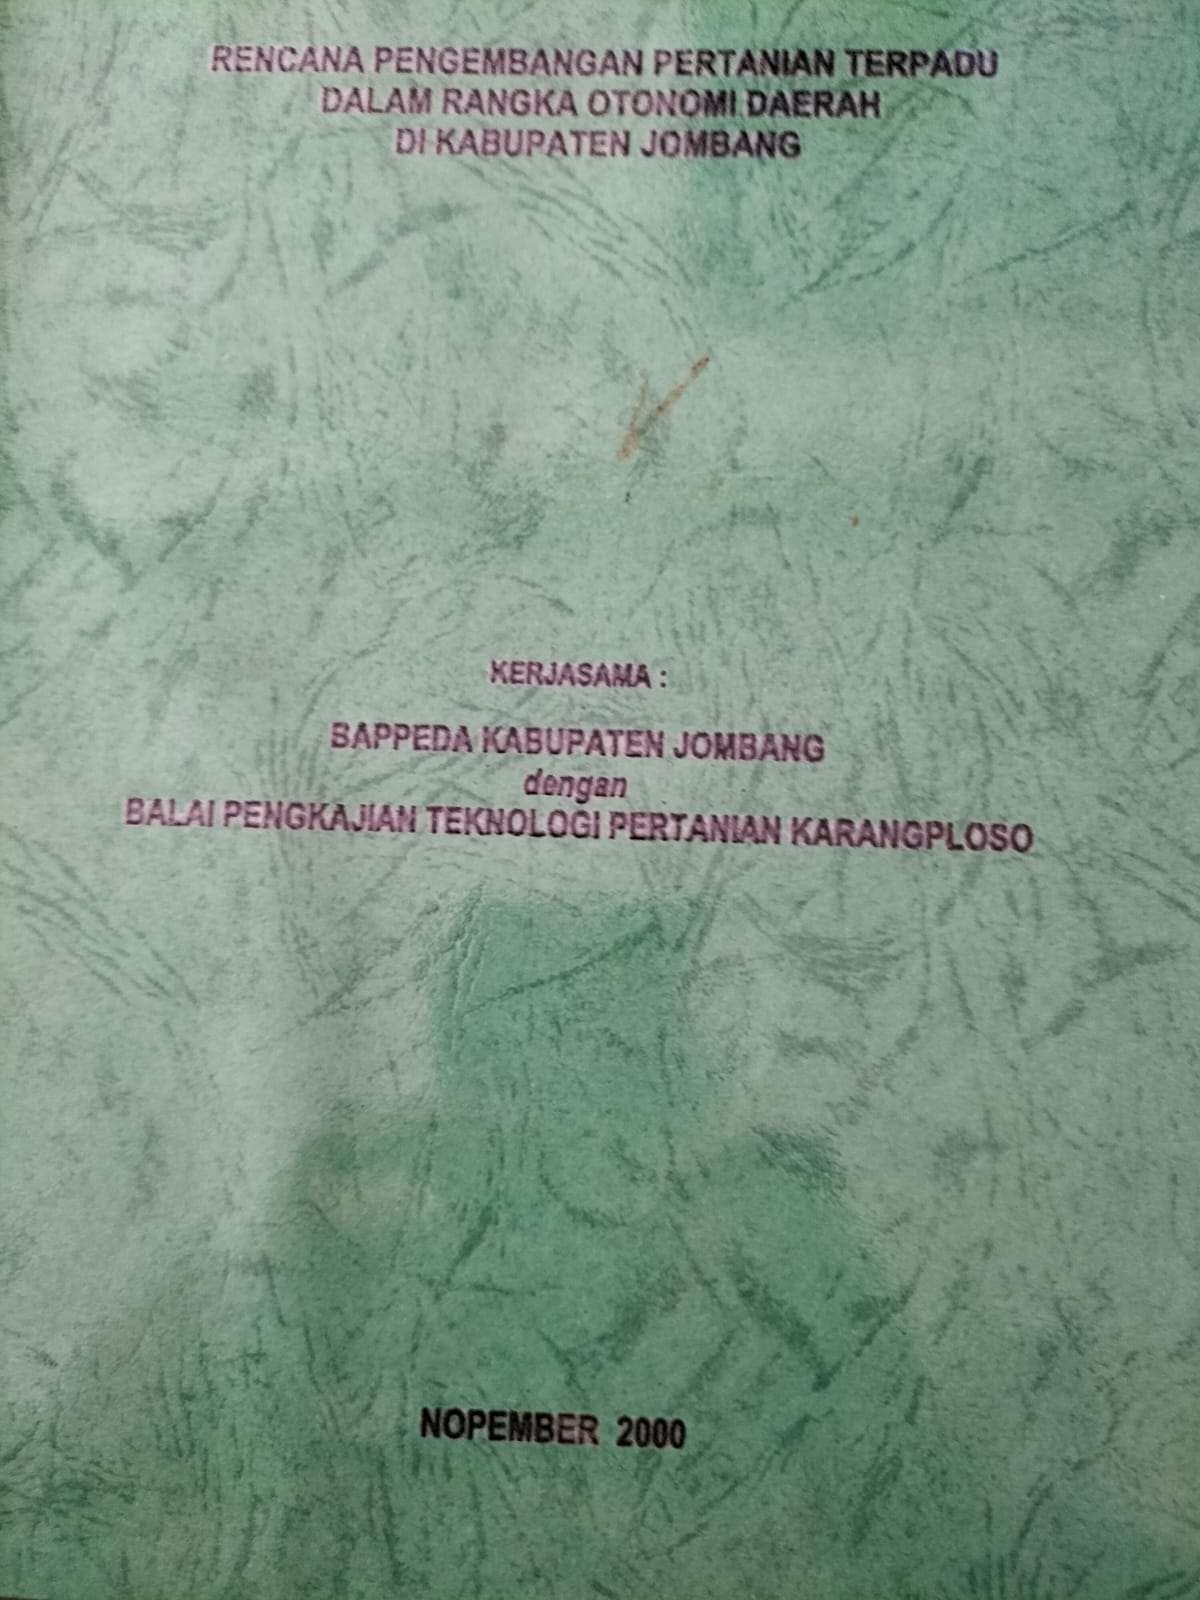 RENCANA PENGEMBANGAN PERTANIAN TERPADU
DALAM RANGKA OTONOMI DAERAH
DI KABUPATEN JOMBANG
KERJASAMA :
BAPPEDA KABUPATEN JOMBANG
dengan
BALAI PENGKAJIAN TEKNOLOGI PERTANIAN KARANGPLOSO
NOPEMBER 2000